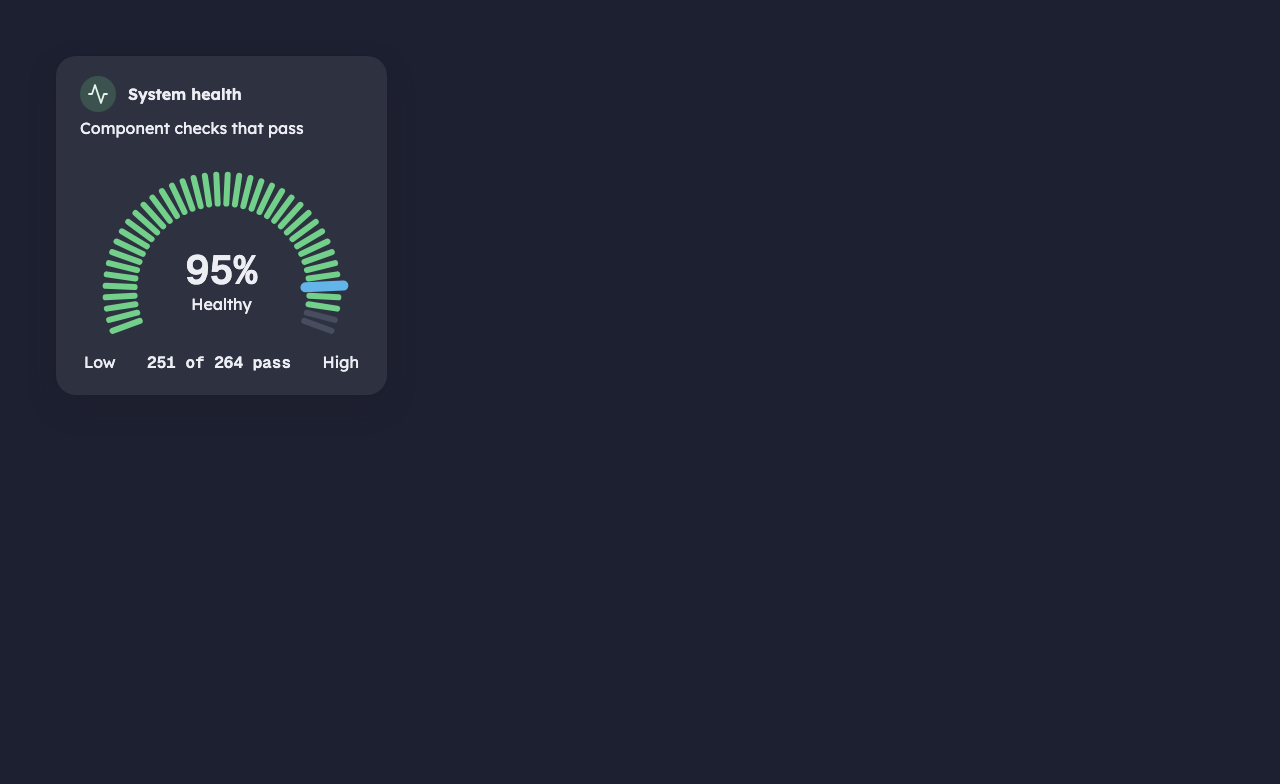 System health
Component checks that pass
95%
Healthy
Low 251 of 264 pass High